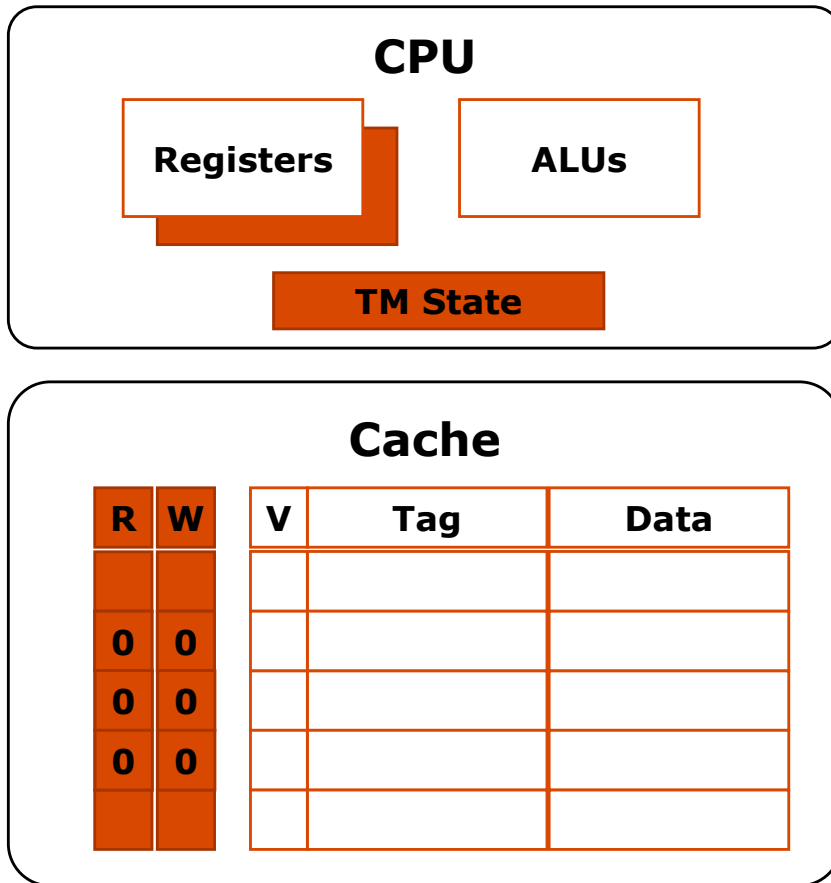 CPU
Registers ALUs
TM State
Cache
R W V Tag Data
0 0
0 0
0 0